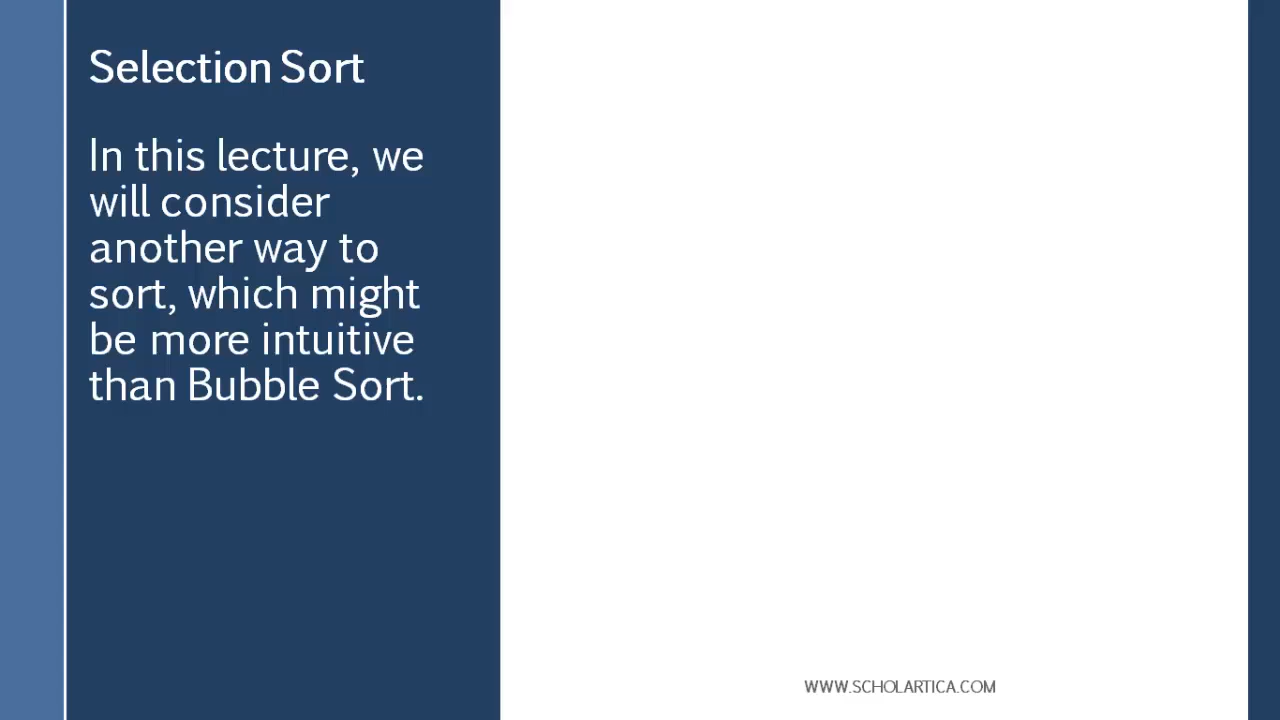 Selection Sort
In this lecture, we
will consider
another way to
sort, which might
be more intuitive
than Bubble Sort.
WWW.SCHOLARTICA.COM